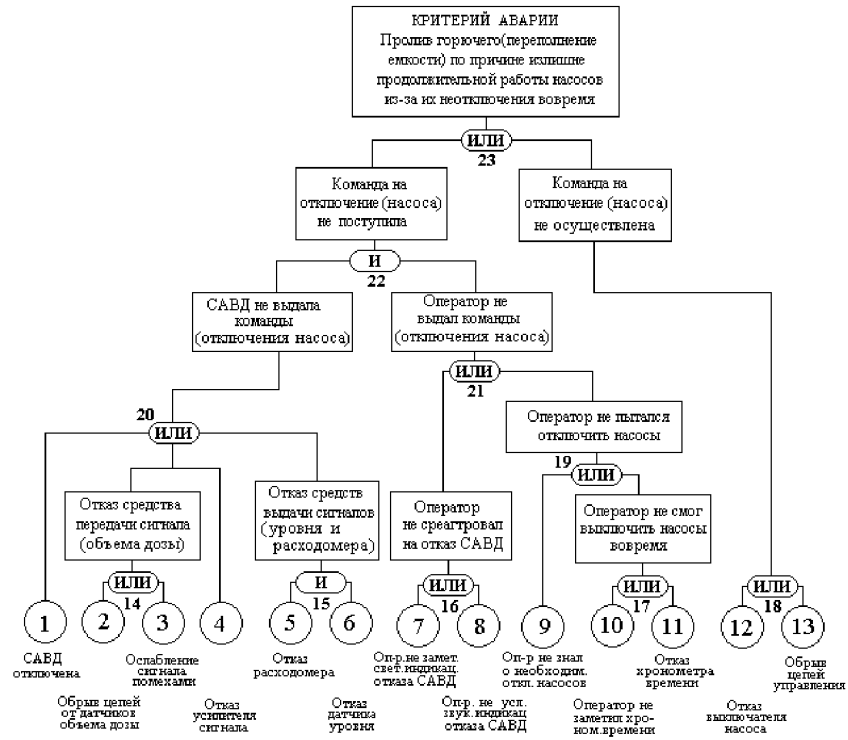 КРИТЕРИЙ АВАРИИ
Пролив горючего(переполнение
емкости) по причине излишне
продолжительной работы насосов
из-за их неотключения вовремя
ИЛИ
23
Команда на
отключение (насоса)
не поступила
Команда на
отключение (насоса)
не осуществлена
И
22
САВД не выдала
команды
(отключения насоса)
Оператор не
выдал команды
(отключения насоса)
ИЛИ
21
20
ИЛИ
Оператор не пытался
отключить насосы
19
ИЛИ
Отказ средства
передачи сигнала
(объема дозы)
Отказ средств
выдачи сигналов
(уровня и
расходомера)
Оператор
не среагтровал
на отказ САВД
Оператор не смог
выключить насосы
вовремя
ИЛИ
14
И
15
ИЛИ
16
ИЛИ
17
ИЛИ
18
1
2
3
4
5
6
7
8
9
10
11
12
13
САВД
отключена
Обрыв цепей
от датчиков
объема дозы
Ослабление
сигнала
помехами
Отказ
усилителя
сигнала
Отказ
расходомера
Отказ
датчика
уровня
Оп-р.не замет.
свет.индикац.
отказа САВД
Оп-р. не усл.
звук.индикац
отказа САВД
Оп-р не знал
о необходим.
откл.насосов
Оператор не
заметил хро-
ном.времени
Отказ
хронометра
времени
Отказ
выключателя
насоса
Обрыв
цепей
управления